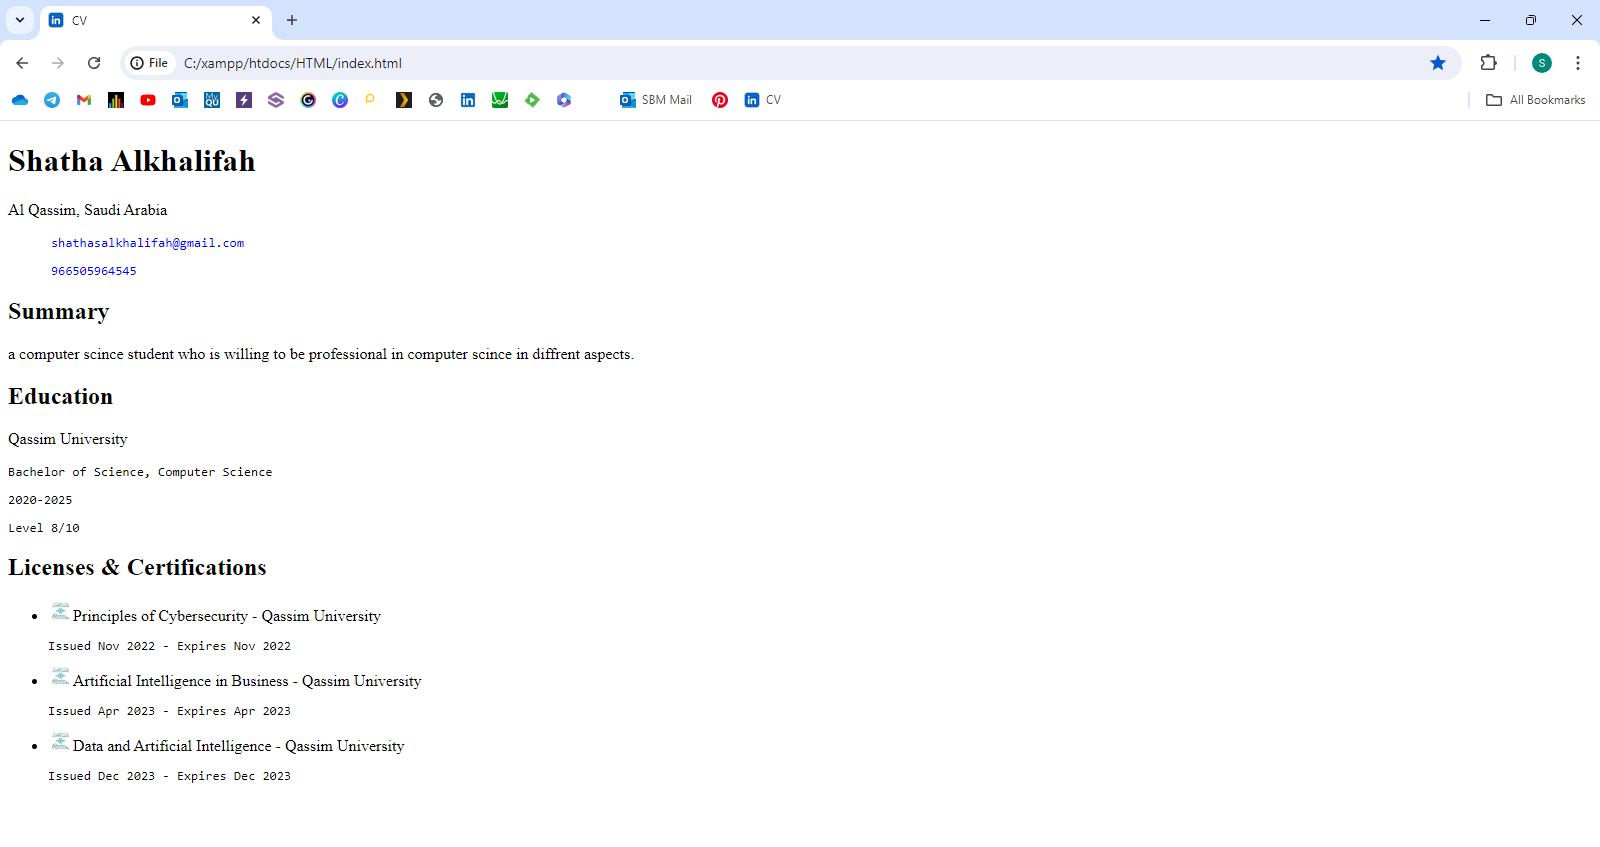 CV
File
C:/xampp/htdocs/HTML/index.html
S
My QU
SBM Mail
CV
All Bookmarks
Shatha Alkhalifah
Al Qassim, Saudi Arabia
shathasalkhalifah@gmail.com
966505964545
Summary
a computer scince student who is willing to be professional in computer scince in diffrent aspects.
Education
Qassim University
Bachelor of Science, Computer Science
2020-2025
Level 8/10
Licenses & Certifications
Principles of Cybersecurity - Qassim University
Issued Nov 2022 - Expires Nov 2022
Artificial Intelligence in Business - Qassim University
Issued Apr 2023 - Expires Apr 2023
Data and Artificial Intelligence - Qassim University
Issued Dec 2023 - Expires Dec 2023